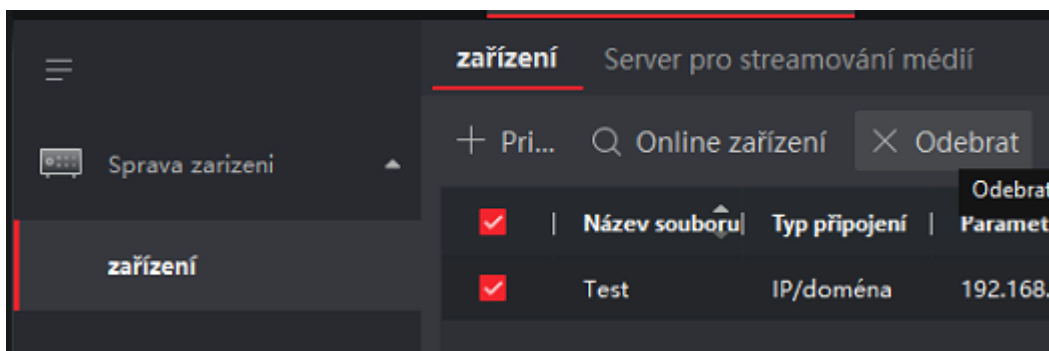 zařízení Server pro streamování médií
Pri... Online zařízení Odebrat
Sprava zarizeni
Odebrat
Název souboru Typ připojení Paramet
zařízení
Test IP/doména 192.168.